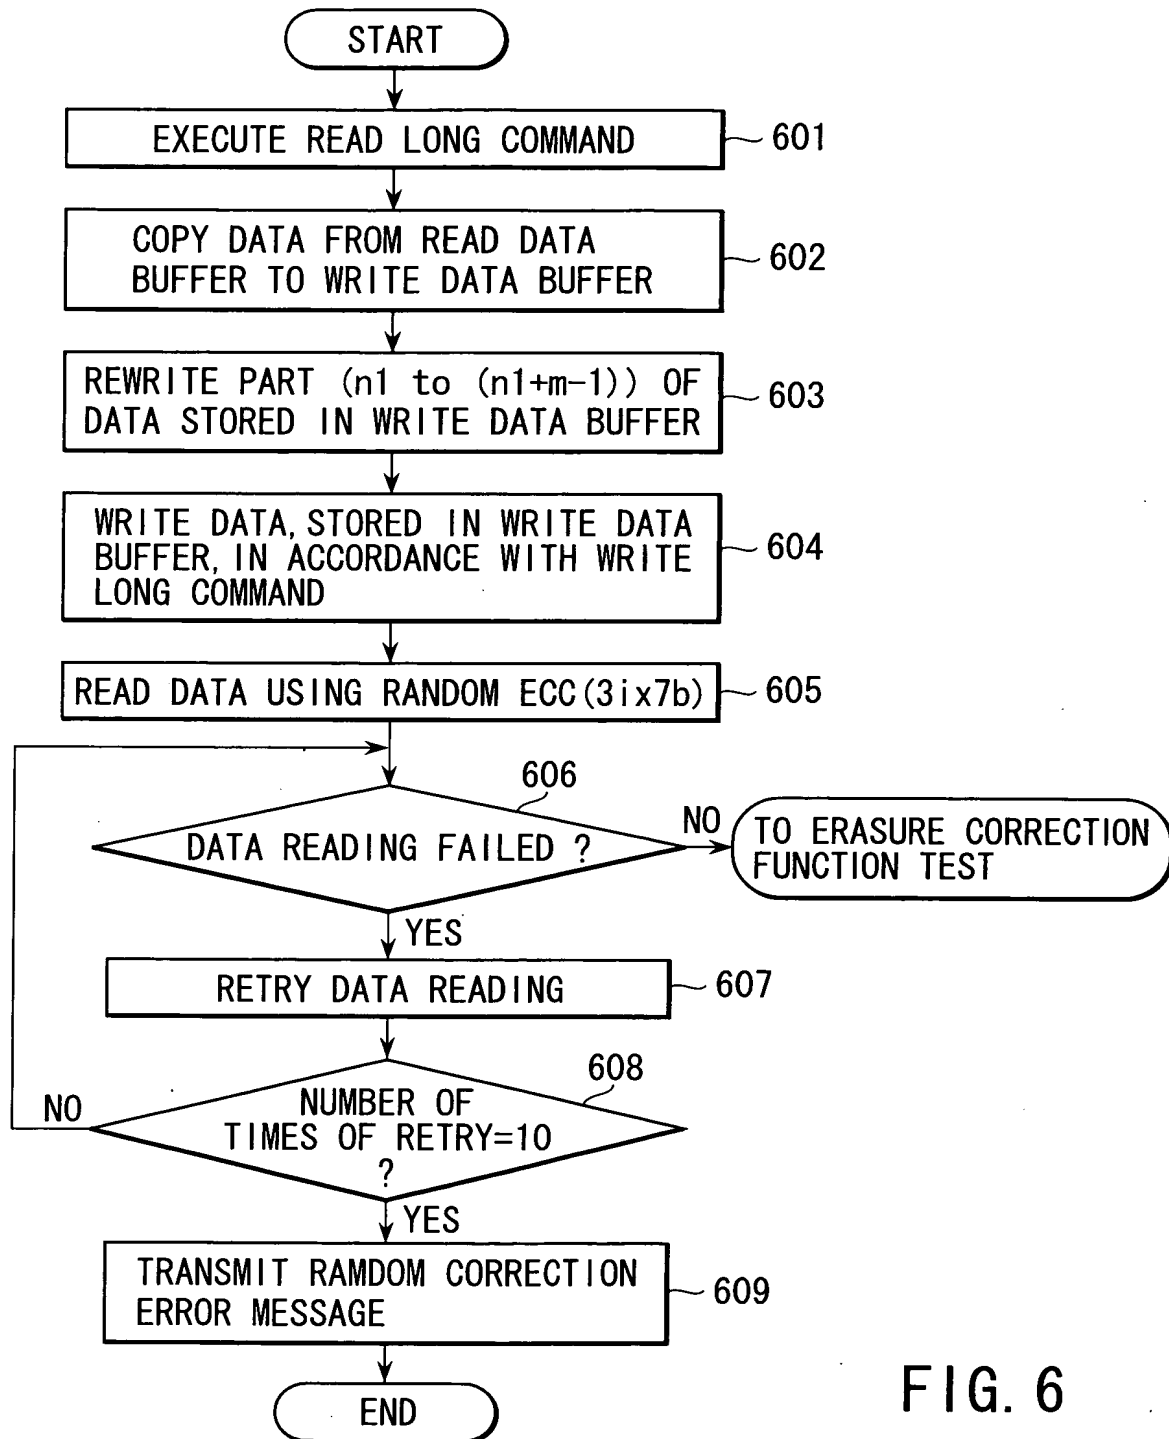 START
EXECUTE READ LONG COMMAND
601
COPY DATA FROM READ DATA
BUFFER TO WRITE DATA BUFFER
602
REWRITE PART (n1 to (n1+m-1)) OF
DATA STORED IN WRITE DATA BUFFER
603
WRITE DATA, STORED IN WRITE DATA
BUFFER, IN ACCORDANCE WITH WRITE
LONG COMMAND
604
READ DATA USING RANDOM ECC(3ix7b)
605
606
DATA READING FAILED ?
NO
TO ERASURE CORRECTION
FUNCTION TEST
YES
RETRY DATA READING
607
608
NUMBER OF
TIMES OF RETRY=10
?
NO
YES
TRANSMIT RAMDOM CORRECTION
ERROR MESSAGE
609
END
FIG. 6